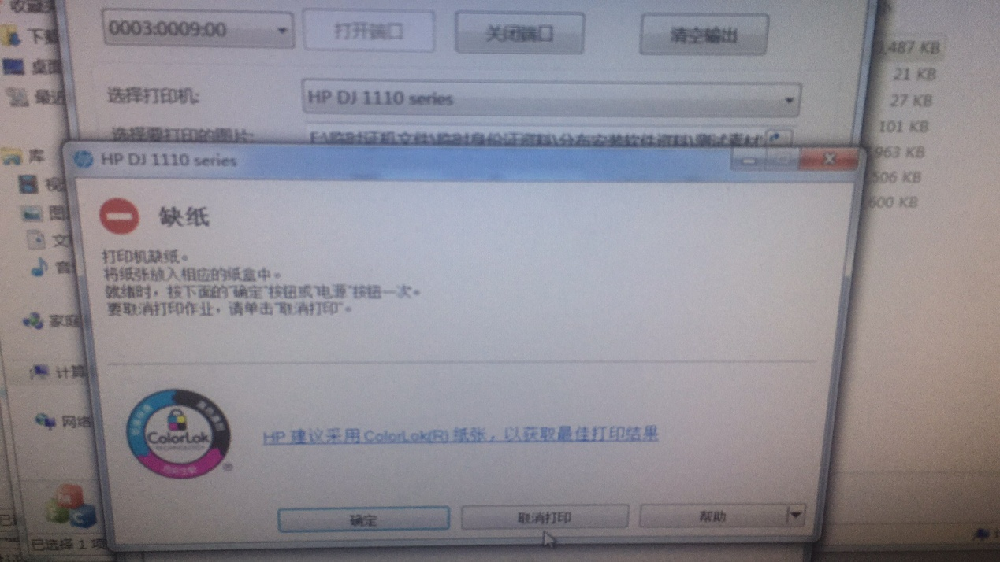 收藏夹
下载
桌面
最近
库
视
图
文
音
家庭
计算
网络
已选择 1 项
0003:0009:00
打开端口
关闭端口
清空输出
选择打印机:
HP DJ 1110 series
选择要打印的图片:
F:\临时证机文件\临时身份证资料\分布安装软件资料\测试素材\
,487 KB
21 KB
27 KB
101 KB
963 KB
506 KB
600 KB
HP DJ 1110 series
缺纸
打印机缺纸。
将纸张放入相应的纸盒中。
就绪时，按下面的"确定"按钮或"电源"按钮一次。
要取消打印作业，请单击"取消打印"。
ColorLok
TECHNOLOGY
®
HP 建议采用 ColorLok(R) 纸张，以获取最佳打印结果
确定
取消打印
帮助